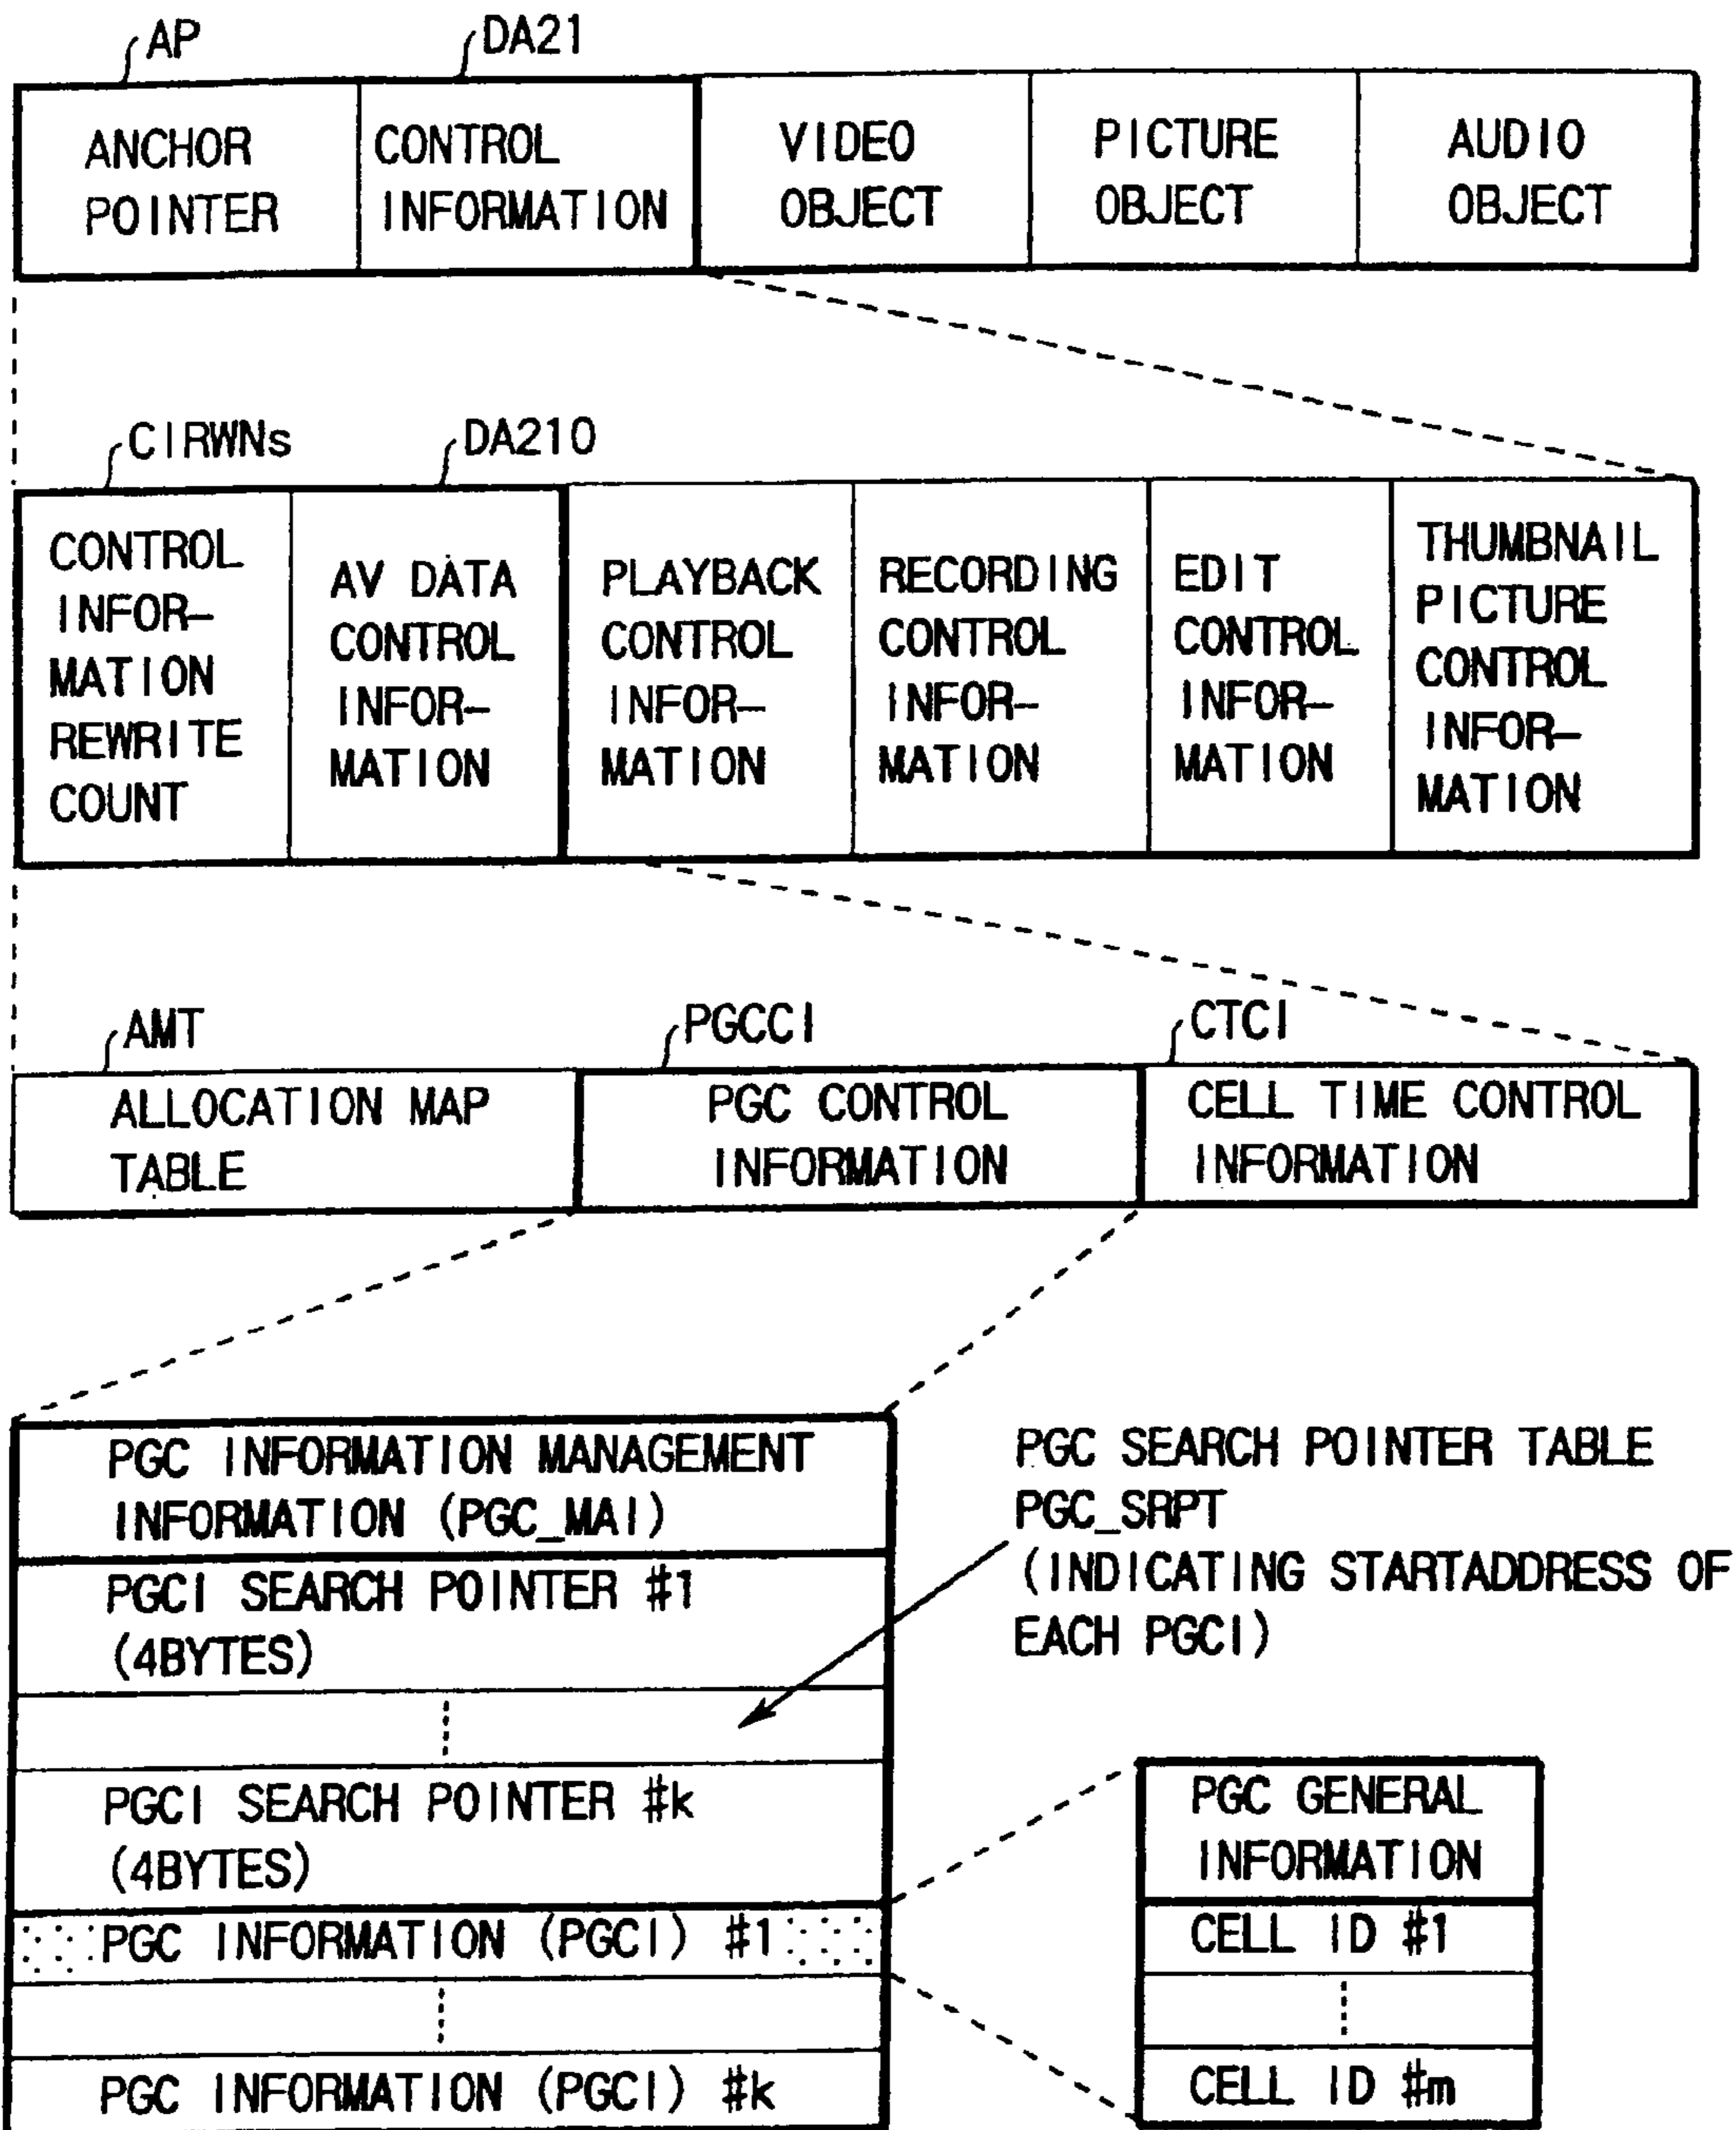 AP
DA21
ANCHOR
POINTER
CONTROL
INFORMATION
VIDEO
OBJECT
PICTURE
OBJECT
AUDIO
OBJECT
CIRWNs
DA210
CONTROL
INFOR-
MATION
REWRITE
COUNT
AV DATA
CONTROL
INFOR-
MATION
PLAYBACK
CONTROL
INFOR-
MATION
RECORDING
CONTROL
INFOR-
MATION
EDIT
CONTROL
INFOR-
MATION
THUMBNAIL
PICTURE
CONTROL
INFOR-
MATION
AMT
PGCCI
CTCI
ALLOCATION MAP
TABLE
PGC CONTROL
INFORMATION
CELL TIME CONTROL
INFORMATION
PGC INFORMATION MANAGEMENT
INFORMATION (PGC_MAI)
PGCI SEARCH POINTER #1
(4BYTES)
PGCI SEARCH POINTER #k
(4BYTES)
PGC INFORMATION (PGCI) #1
PGC INFORMATION (PGCI) #k
PGC SEARCH POINTER TABLE
PGC_SRPT
(INDICATING STARTADDRESS OF
EACH PGCI)
PGC GENERAL
INFORMATION
CELL ID #1
CELL ID #m